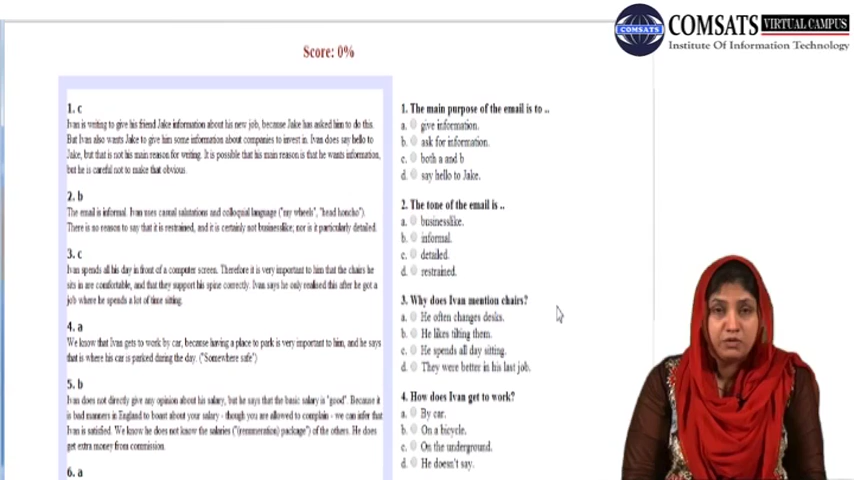 COMSATS VIRTUAL CAMPUS
COMSATS
Institute Of Information Technology
Score: 0%
1. c
Ivan is writing to give his friend Jake information about his new job, because Jake has asked him to do this.
But Ivan also wants Jake to give him some information about companies to invest in. Ivan does say hello to
Jake, but that is not his main reason for writing. It is possible that his main reason is that he wants information,
but he is careful not to make that obvious.
2. b
The email is informal. Ivan uses casual salutations and colloquial language ("my wheels", "head honcho").
There is no reason to say that it is restrained, and it is certainly not businesslike; nor is it particularly detailed.
3. c
Ivan spends all his day in front of a computer screen. Therefore it is very important to him that the chairs he
sits in are comfortable, and that they support his spine correctly. Ivan says he only realised this after he got a
job where he spends a lot of time sitting.
4. a
We know that Ivan gets to work by car, because having a place to park is very important to him, and he says
that is where his car is parked during the day. ("Somewhere safe")
5. b
Ivan does not directly give any opinion about his salary, but he says that the basic salary is "good". Because it
is bad manners in England to boast about your salary - though you are allowed to complain - we can infer that
Ivan is satisfied. We know he does not know the salaries ("(remmeration) package") of the others. He does
get extra money from commission.
6. a
1. The main purpose of the email is to ..
a. give information.
b. ask for information.
c. both a and b
d. say hello to Jake.
2. The tone of the email is ..
a. businesslike.
b. informal.
c. detailed.
d. restrained.
3. Why does Ivan mention chairs?
a. He often changes desks.
b. He likes tilting them.
c. He spends all day sitting.
d. They were better in his last job.
4. How does Ivan get to work?
a. By car.
b. On a bicycle.
c. On the underground.
d. He doesn't say.